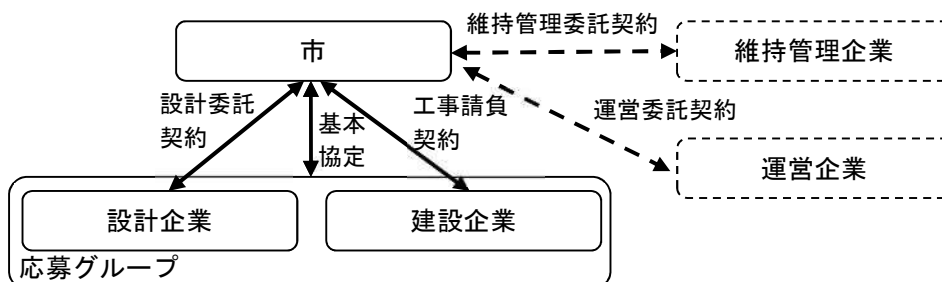 市
維持管理委託契約
維持管理企業
設計委託
契約
基本
協定
工事請負
契約
運営委託契約
運営企業
設計企業
建設企業
応募グループ